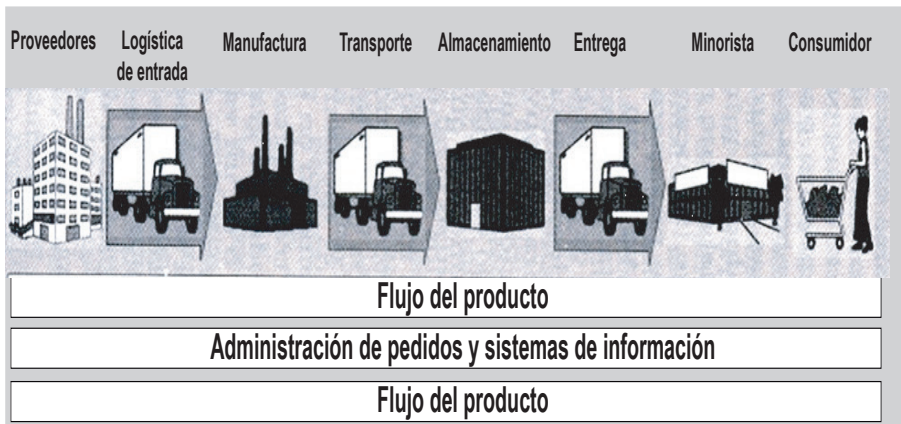 Proveedores
Logística
de entrada
Manufactura
Transporte
Almacenamiento
Entrega
Minorista
Consumidor
Flujo del producto
Administración de pedidos y sistemas de información
Flujo del producto